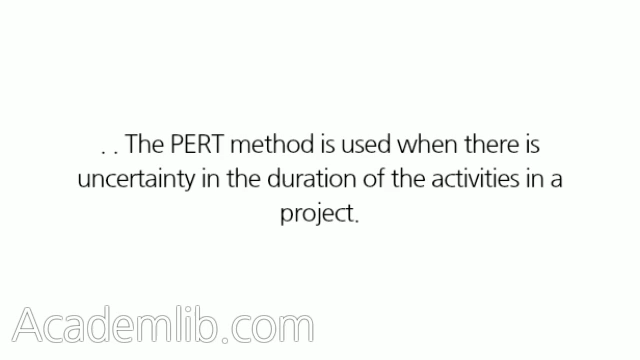 . . The PERT method is used when there is
uncertainty in the duration of the activities in a
project.
Academlib.com